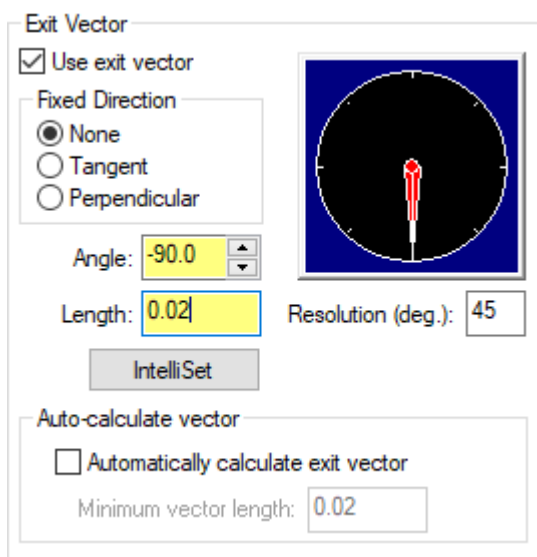 Exit Vector
Use exit vector
Fixed Direction
None
Tangent
Perpendicular
Angle: -90.0
Length: 0.02 Resolution (deg.): 45
IntelliSet
Auto-calculate vector
Automatically calculate exit vector
Minimum vector length: 0.02